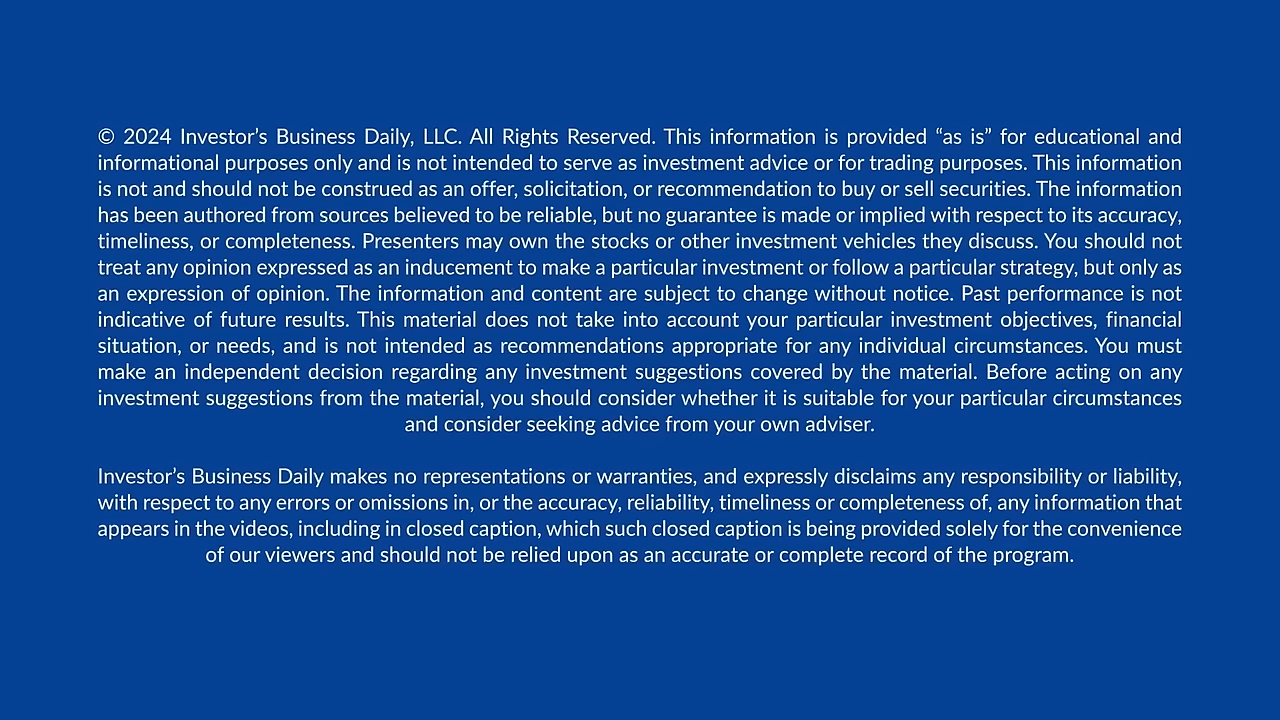 © 2024 Investor’s Business Daily, LLC. All Rights Reserved. This information is provided “as is” for educational and
informational purposes only and is not intended to serve as investment advice or for trading purposes. This information
is not and should not be construed as an offer, solicitation, or recommendation to buy or sell securities. The information
has been authored from sources believed to be reliable, but no guarantee is made or implied with respect to its accuracy,
timeliness, or completeness. Presenters may own the stocks or other investment vehicles they discuss. You should not
treat any opinion expressed as an inducement to make a particular investment or follow a particular strategy, but only as
an expression of opinion. The information and content are subject to change without notice. Past performance is not
indicative of future results. This material does not take into account your particular investment objectives, financial
situation, or needs, and is not intended as recommendations appropriate for any individual circumstances. You must
make an independent decision regarding any investment suggestions covered by the material. Before acting on any
investment suggestions from the material, you should consider whether it is suitable for your particular circumstances
and consider seeking advice from your own adviser.
Investor’s Business Daily makes no representations or warranties, and expressly disclaims any responsibility or liability,
with respect to any errors or omissions in, or the accuracy, reliability, timeliness or completeness of, any information that
appears in the videos, including in closed caption, which such closed caption is being provided solely for the convenience
of our viewers and should not be relied upon as an accurate or complete record of the program.